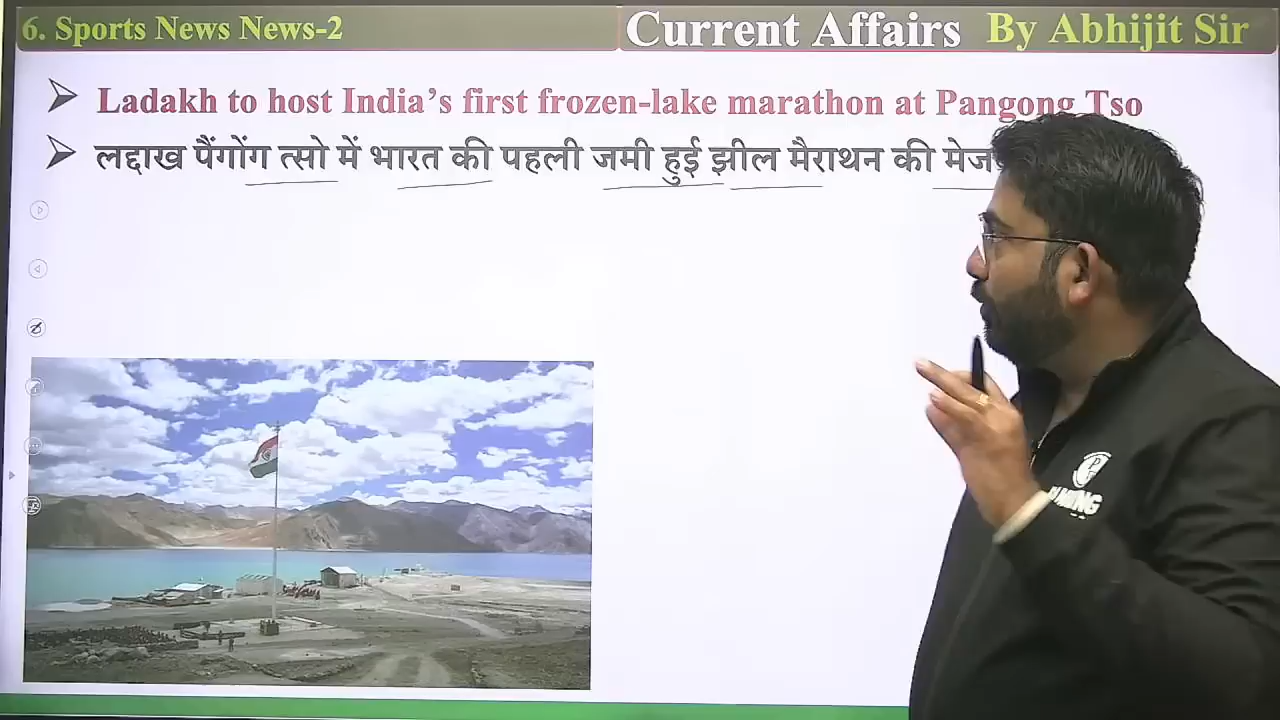 6. Sports News News-2
Current Affairs By Abhijit Sir
Ladakh to host India's first frozen-lake marathon at Pangong Tso
लद्दाख पैंगोंग त्सो में भारत की पहली जमी हुई झील मैराथन की